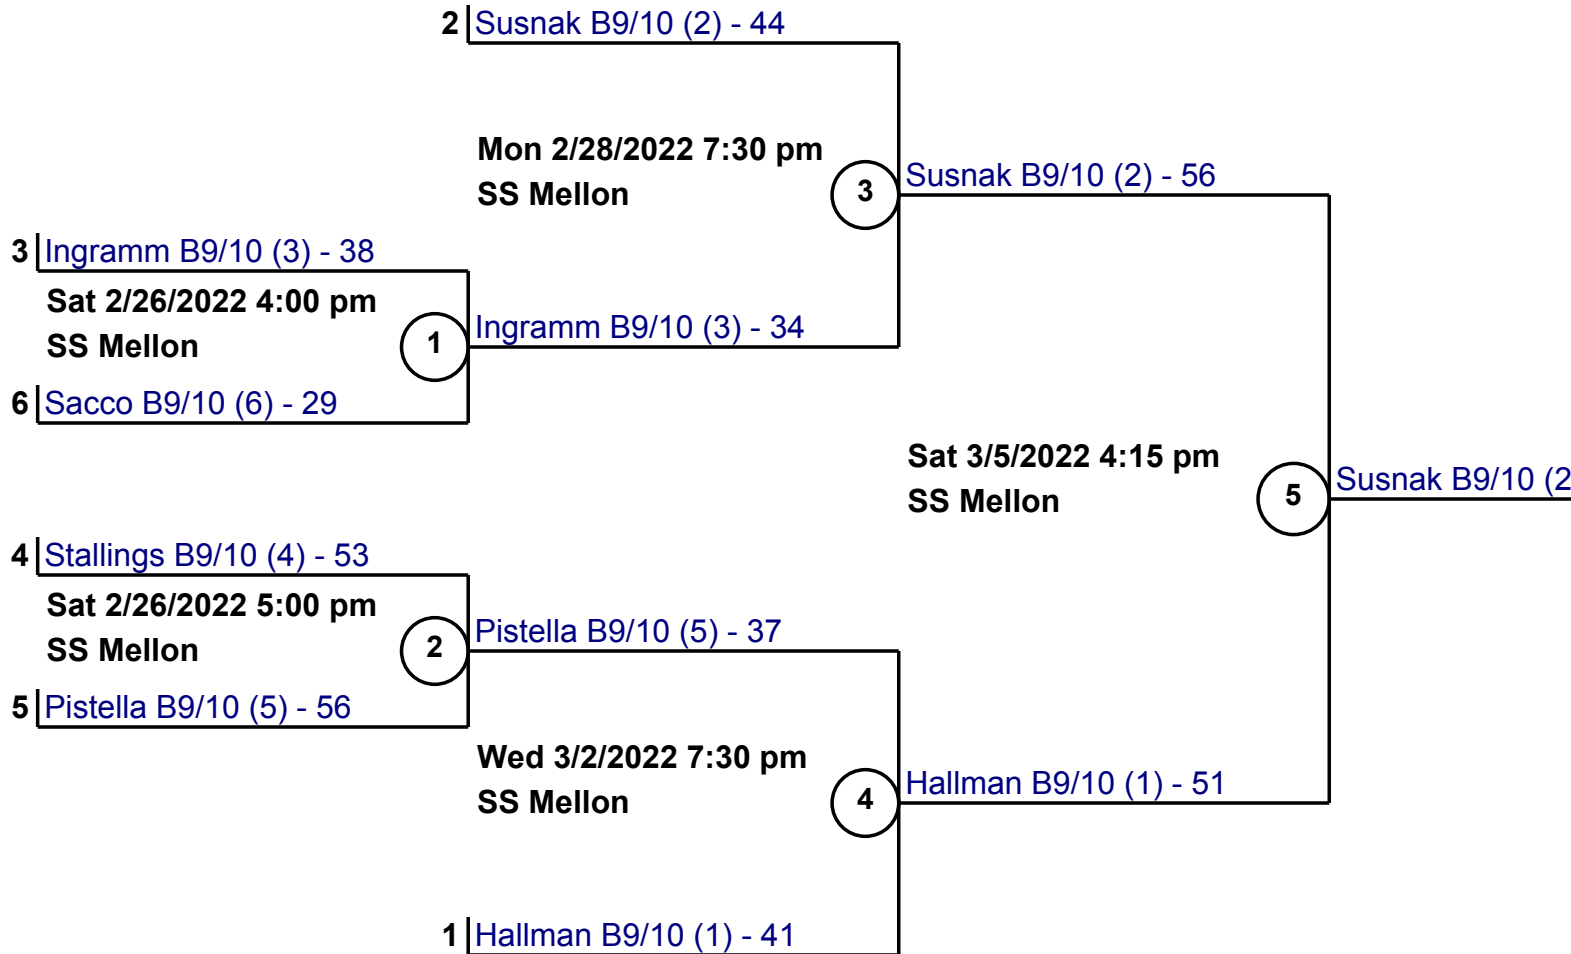 2 Susnak B9/10 (2) - 44
Mon 2/28/2022 7:30 pm
SS Mellon
3
Susnak B9/10 (2) - 56
3 Ingramm B9/10 (3) - 38
Sat 2/26/2022 4:00 pm
SS Mellon
1
Ingramm B9/10 (3) - 34
6 Sacco B9/10 (6) - 29
Sat 3/5/2022 4:15 pm
SS Mellon
5
Susnak B9/10 (2
4 Stallings B9/10 (4) - 53
Sat 2/26/2022 5:00 pm
SS Mellon
2
Pistella B9/10 (5) - 37
5 Pistella B9/10 (5) - 56
Wed 3/2/2022 7:30 pm
SS Mellon
4
Hallman B9/10 (1) - 51
1 Hallman B9/10 (1) - 41